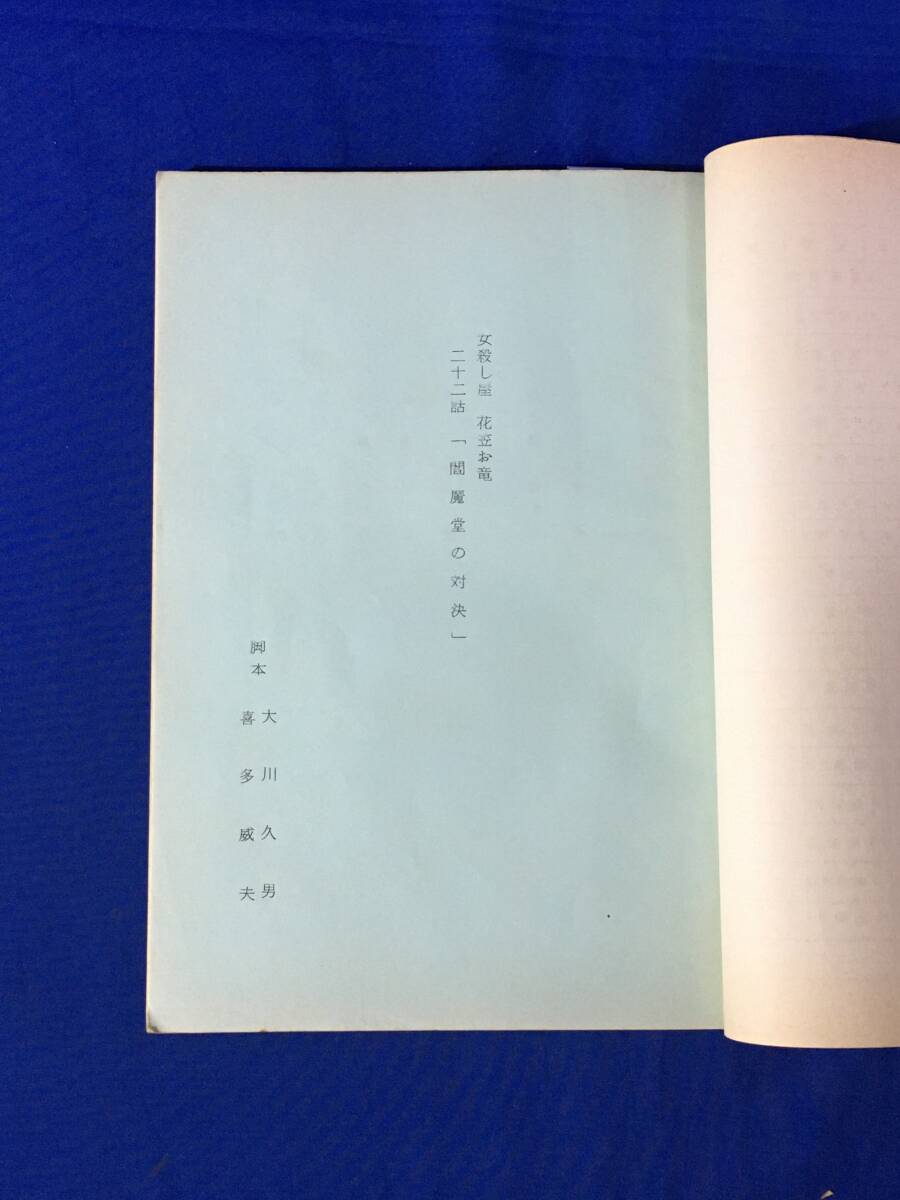 女殺し屋 花笠お竜
二十二話「閻魔堂の対決」
脚本
大川久男
喜多威夫